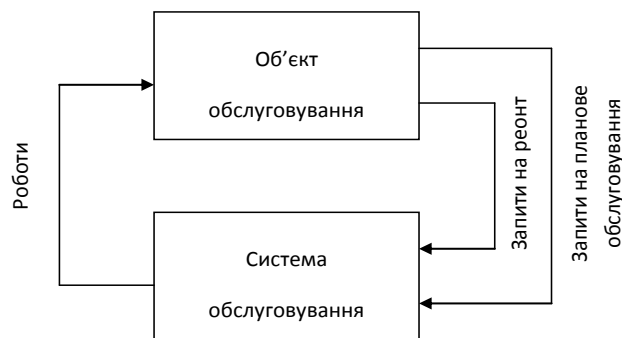 Об’єкт
обслуговування
Роботи
Запити на реонт
Запити на планове
обслуговування
Система
обслуговування